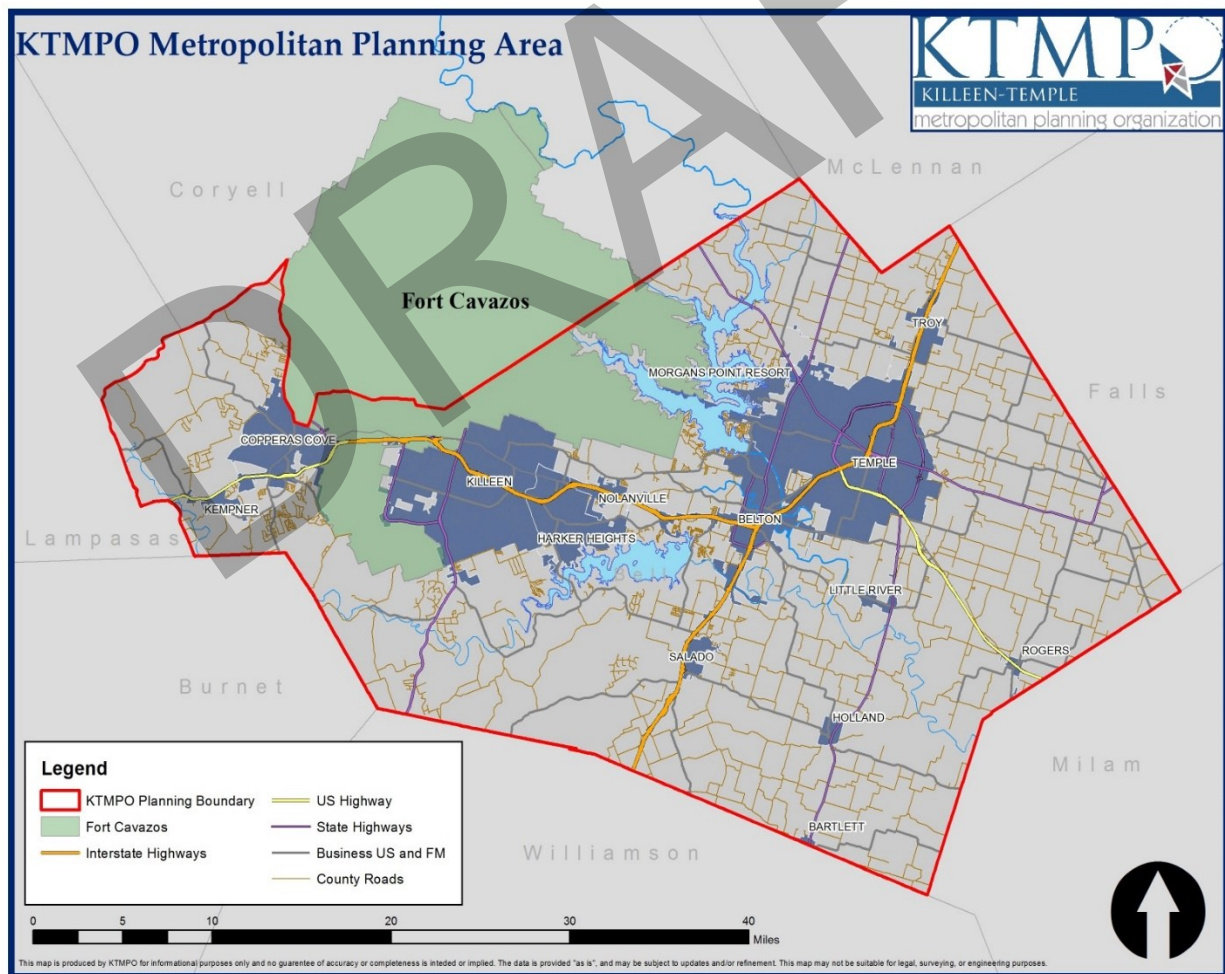 KTMPO Metropolitan Planning Area
KTMPO
KILLEEN-TEMPLE
metropolitan planning organization
DRAF
McLennan
Coryell
Fort Cavazos
TROY
MORGANS POINT RESORT
Falls
COPPERAS COVE
TEMPLE
KILLEEN
NOLANVILLE
KEMPNER
BELTON
Lampasas
HARKER HEIGHTS
Bell
LITTLE RIVER
SALADO
ROGERS
Burnet
HOLLAND
Milam
BARTLETT
Williamson
Legend
KTMPO Planning Boundary
Fort Cavazos
Interstate Highways
US Highway
State Highways
Business US and FM
County Roads
0 5 10 20 30 40
Miles
This map is produced by KTMPO for informational purposes only and no guarentee of accuracy or completeness is inteded or implied. The data is provided "as is", and may be subject to updates and/or refinement. This map may not be suitable for legal, surveying, or engineering purposes.